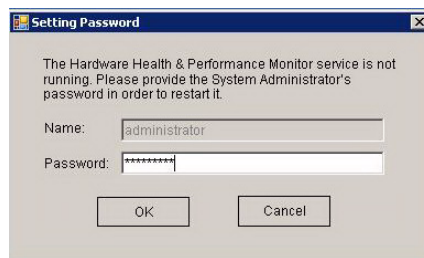 Setting Password
The Hardware Health & Performance Monitor service is not
running. Please provide the System Administrator's
password in order to restart it.
Name: administrator
Password: *********
OK Cancel